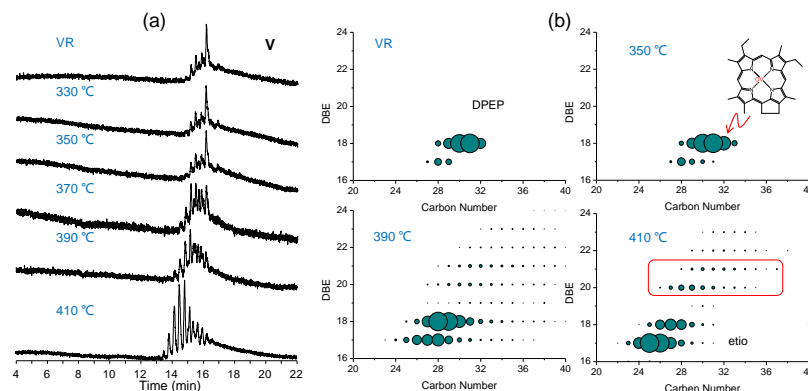 (a)
V
VR
330 ℃
350 ℃
370 ℃
390 ℃
410 ℃
4 6 8 10 12 14 16 18 20 22
Time (min)
(b)
VR
DPEP
DBE
24
22
20
18
16
20 24 28 32 36 40
Carbon Number
350 ℃
DBE
24
22
20
18
16
20 24 28 32 36 40
Carbon Number
390 ℃
DBE
24
22
20
18
16
20 24 28 32 36 40
Carbon Number
410 ℃
etio
DBE
24
22
20
18
16
20 24 28 32 36 40
Carbon Number